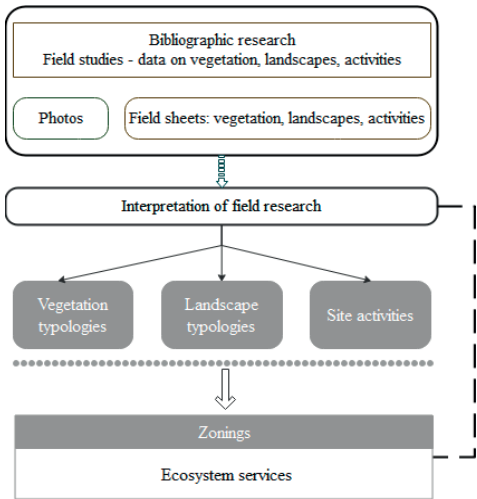 Bibliographic research
Field studies - data on vegetation, landscapes, activities
Photos
Field sheets: vegetation, landscapes, activities
Interpretation of field research
Vegetation
typologies
Landscape
typologies
Site activities
Zonings
Ecosystem services